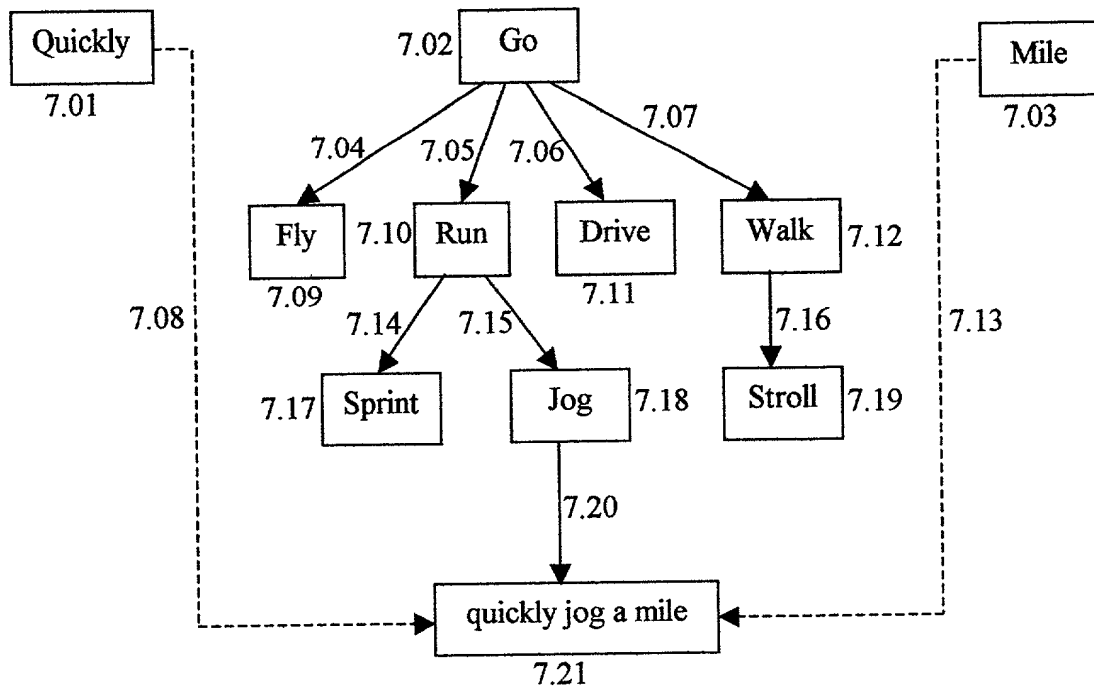 Quickly
7.01
7.02
Go
Mile
7.03
7.04
7.05
7.06
7.07
Fly
7.09
7.10
Run
Drive
7.11
Walk
7.12
7.08
7.14
7.15
7.16
7.13
7.17
Sprint
Jog
7.18
Stroll
7.19
7.20
quickly jog a mile
7.21